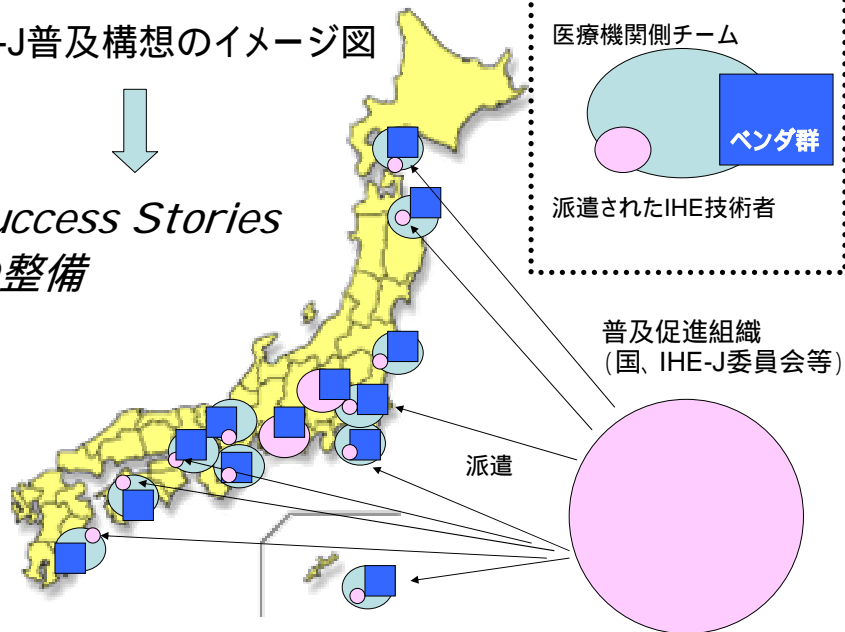 -J普及構想のイメージ図
uccess Stories
整備
医療機関側チーム
ベンダ群
派遣されたIHE技術者
普及促進組織
(国、IHE-J委員会等)
派遣